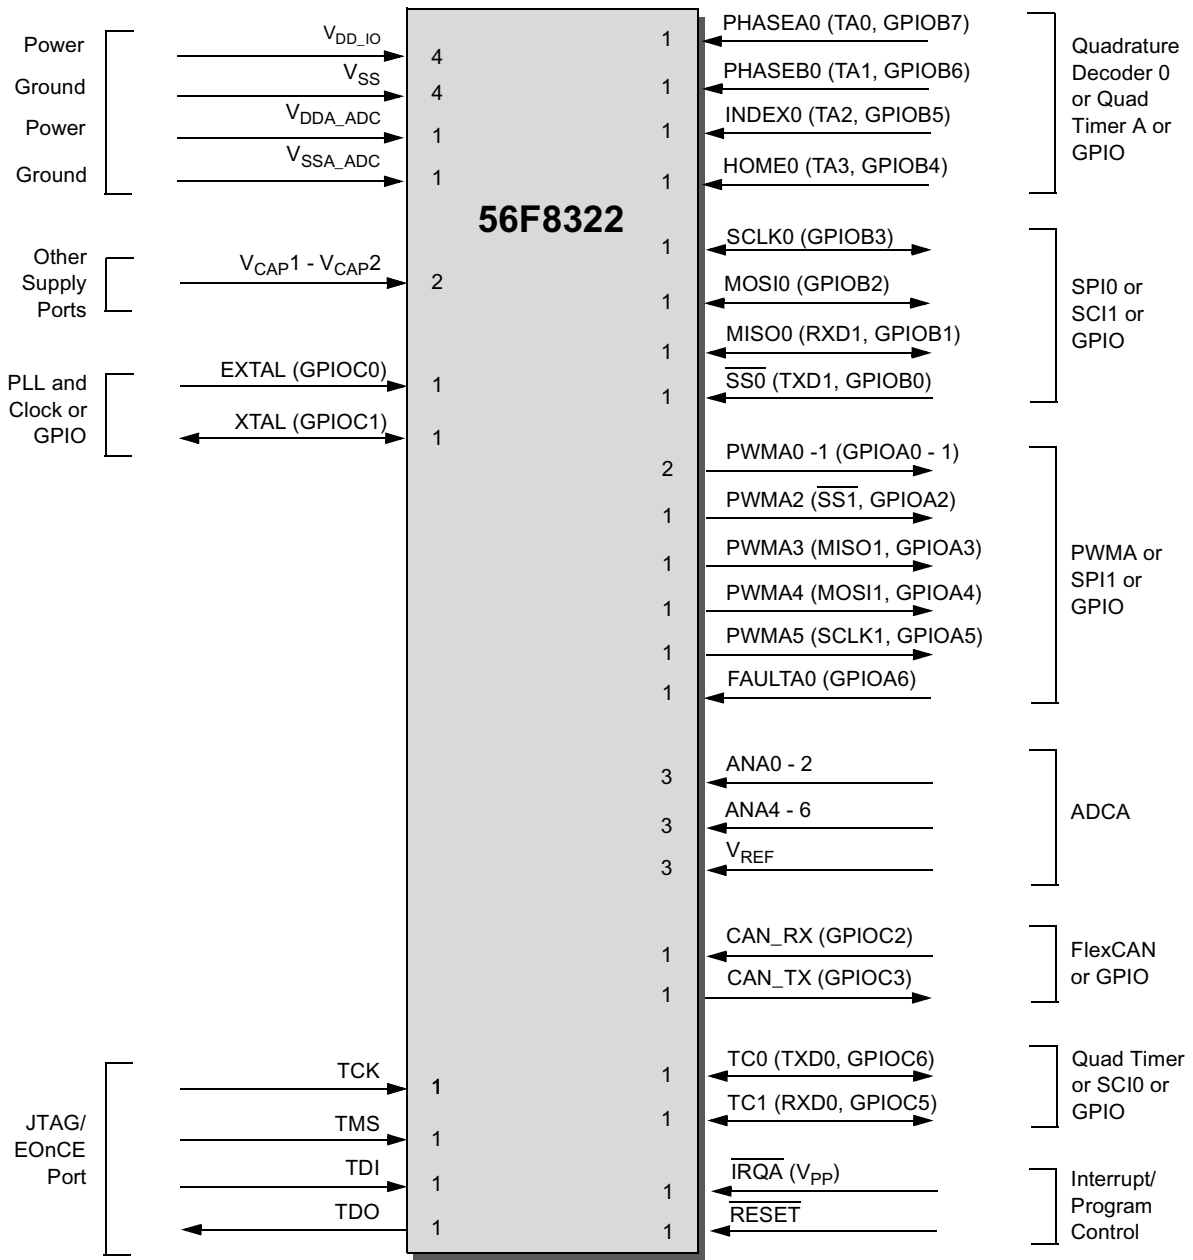 Power
Ground
Power
Ground
V_DD_IO
V_SS
V_DDA_ADC
V_SSA_ADC
4
4
1
1
Other
Supply
Ports
V_CAP1 - V_CAP2
2
PLL and
Clock or
GPIO
EXTAL (GPIOC0)
XTAL (GPIOC1)
1
1
JTAG/
EOnCE
Port
TCK
TMS
TDI
TDO
1
1
1
1
56F8322
1
PHASEA0 (TA0, GPIOB7)
1
PHASEB0 (TA1, GPIOB6)
1
INDEX0 (TA2, GPIOB5)
1
HOME0 (TA3, GPIOB4)
Quadrature
Decoder 0
or Quad
Timer A or
GPIO
1
SCLK0 (GPIOB3)
1
MOSI0 (GPIOB2)
1
MISO0 (RXD1, GPIOB1)
1
S̅S̅0̅ (TXD1, GPIOB0)
SPI0 or
SCI1 or
GPIO
2
PWMA0 -1 (GPIOA0 - 1)
1
PWMA2 (S̅S̅1̅, GPIOA2)
1
PWMA3 (MISO1, GPIOA3)
1
PWMA4 (MOSI1, GPIOA4)
1
PWMA5 (SCLK1, GPIOA5)
1
FAULTA0 (GPIOA6)
PWMA or
SPI1 or
GPIO
3
ANA0 - 2
3
ANA4 - 6
3
V_REF
ADCA
1
CAN_RX (GPIOC2)
1
CAN_TX (GPIOC3)
FlexCAN
or GPIO
1
TC0 (TXD0, GPIOC6)
1
TC1 (RXD0, GPIOC5)
Quad Timer
or SCI0 or
GPIO
1
I̅R̅Q̅A̅ (V_PP)
1
R̅E̅S̅E̅T̅
Interrupt/
Program
Control